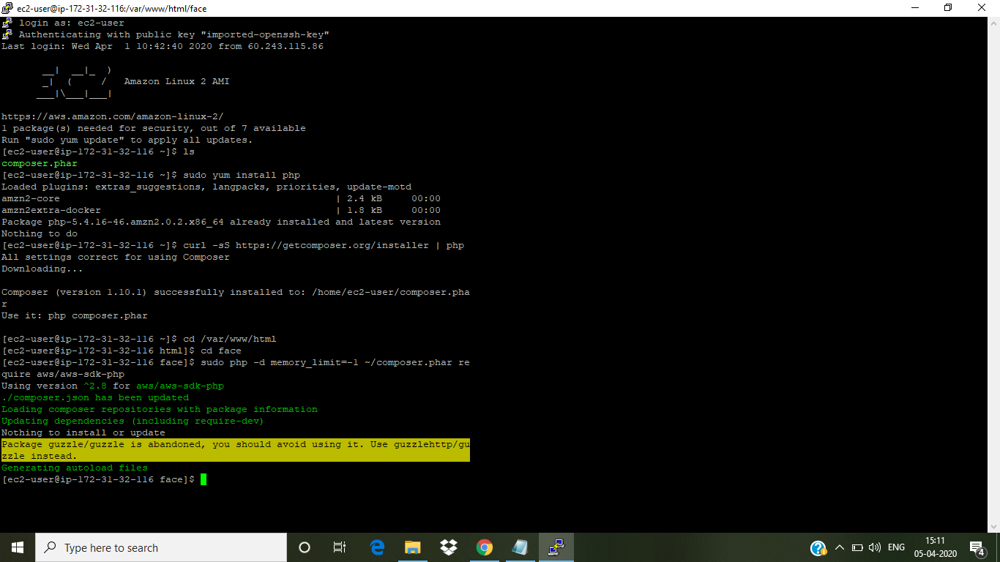 ec2-user@ip-172-31-32-116:/var/www/html/face
login as: ec2-user
Authenticating with public key "imported-openssh-key"
Last login: Wed Apr  1 10:42:40 2020 from 60.243.115.86
       __|  __|_  )
       _|  (     /   Amazon Linux 2 AMI
      ___|\___|___|
https://aws.amazon.com/amazon-linux-2/
1 package(s) needed for security, out of 7 available
Run "sudo yum update" to apply all updates.
[ec2-user@ip-172-31-32-116 ~]$ ls
composer.phar
[ec2-user@ip-172-31-32-116 ~]$ sudo yum install php
Loaded plugins: extras_suggestions, langpacks, priorities, update-motd
amzn2-core                                               | 2.4 kB     00:00
amzn2extra-docker                                        | 1.8 kB     00:00
Package php-5.4.16-46.amzn2.0.2.x86_64 already installed and latest version
Nothing to do
[ec2-user@ip-172-31-32-116 ~]$ curl -sS https://getcomposer.org/installer | php
All settings correct for using Composer
Downloading...
Composer (version 1.10.1) successfully installed to: /home/ec2-user/composer.pha
r
Use it: php composer.phar
[ec2-user@ip-172-31-32-116 ~]$ cd /var/www/html
[ec2-user@ip-172-31-32-116 html]$ cd face
[ec2-user@ip-172-31-32-116 face]$ sudo php -d memory_limit=-1 ~/composer.phar re
quire aws/aws-sdk-php
Using version ^2.8 for aws/aws-sdk-php
./composer.json has been updated
Loading composer repositories with package information
Updating dependencies (including require-dev)
Nothing to install or update
Package guzzle/guzzle is abandoned, you should avoid using it. Use guzzlehttp/gu
zzle instead.
Generating autoload files
[ec2-user@ip-172-31-32-116 face]$
Type here to search
ENG
15:11
05-04-2020
4